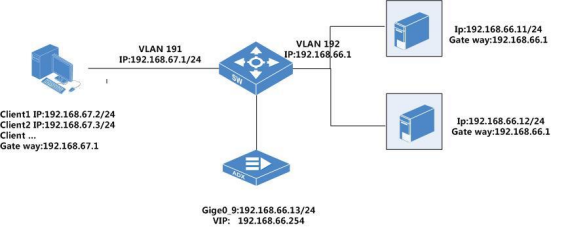 VLAN 191
IP:192.168.67.1/24
VLAN 192
IP:192.168.66.1
Ip:192.168.66.11/24
Gate way:192.168.66.1
SW
Client1 IP:192.168.67.2/24
Client2 IP:192.168.67.3/24
Client ...
Gate way:192.168.67.1
Ip:192.168.66.12/24
Gate way:192.168.66.1
ADX
Gige0_9:192.168.66.13/24
VIP: 192.168.66.254